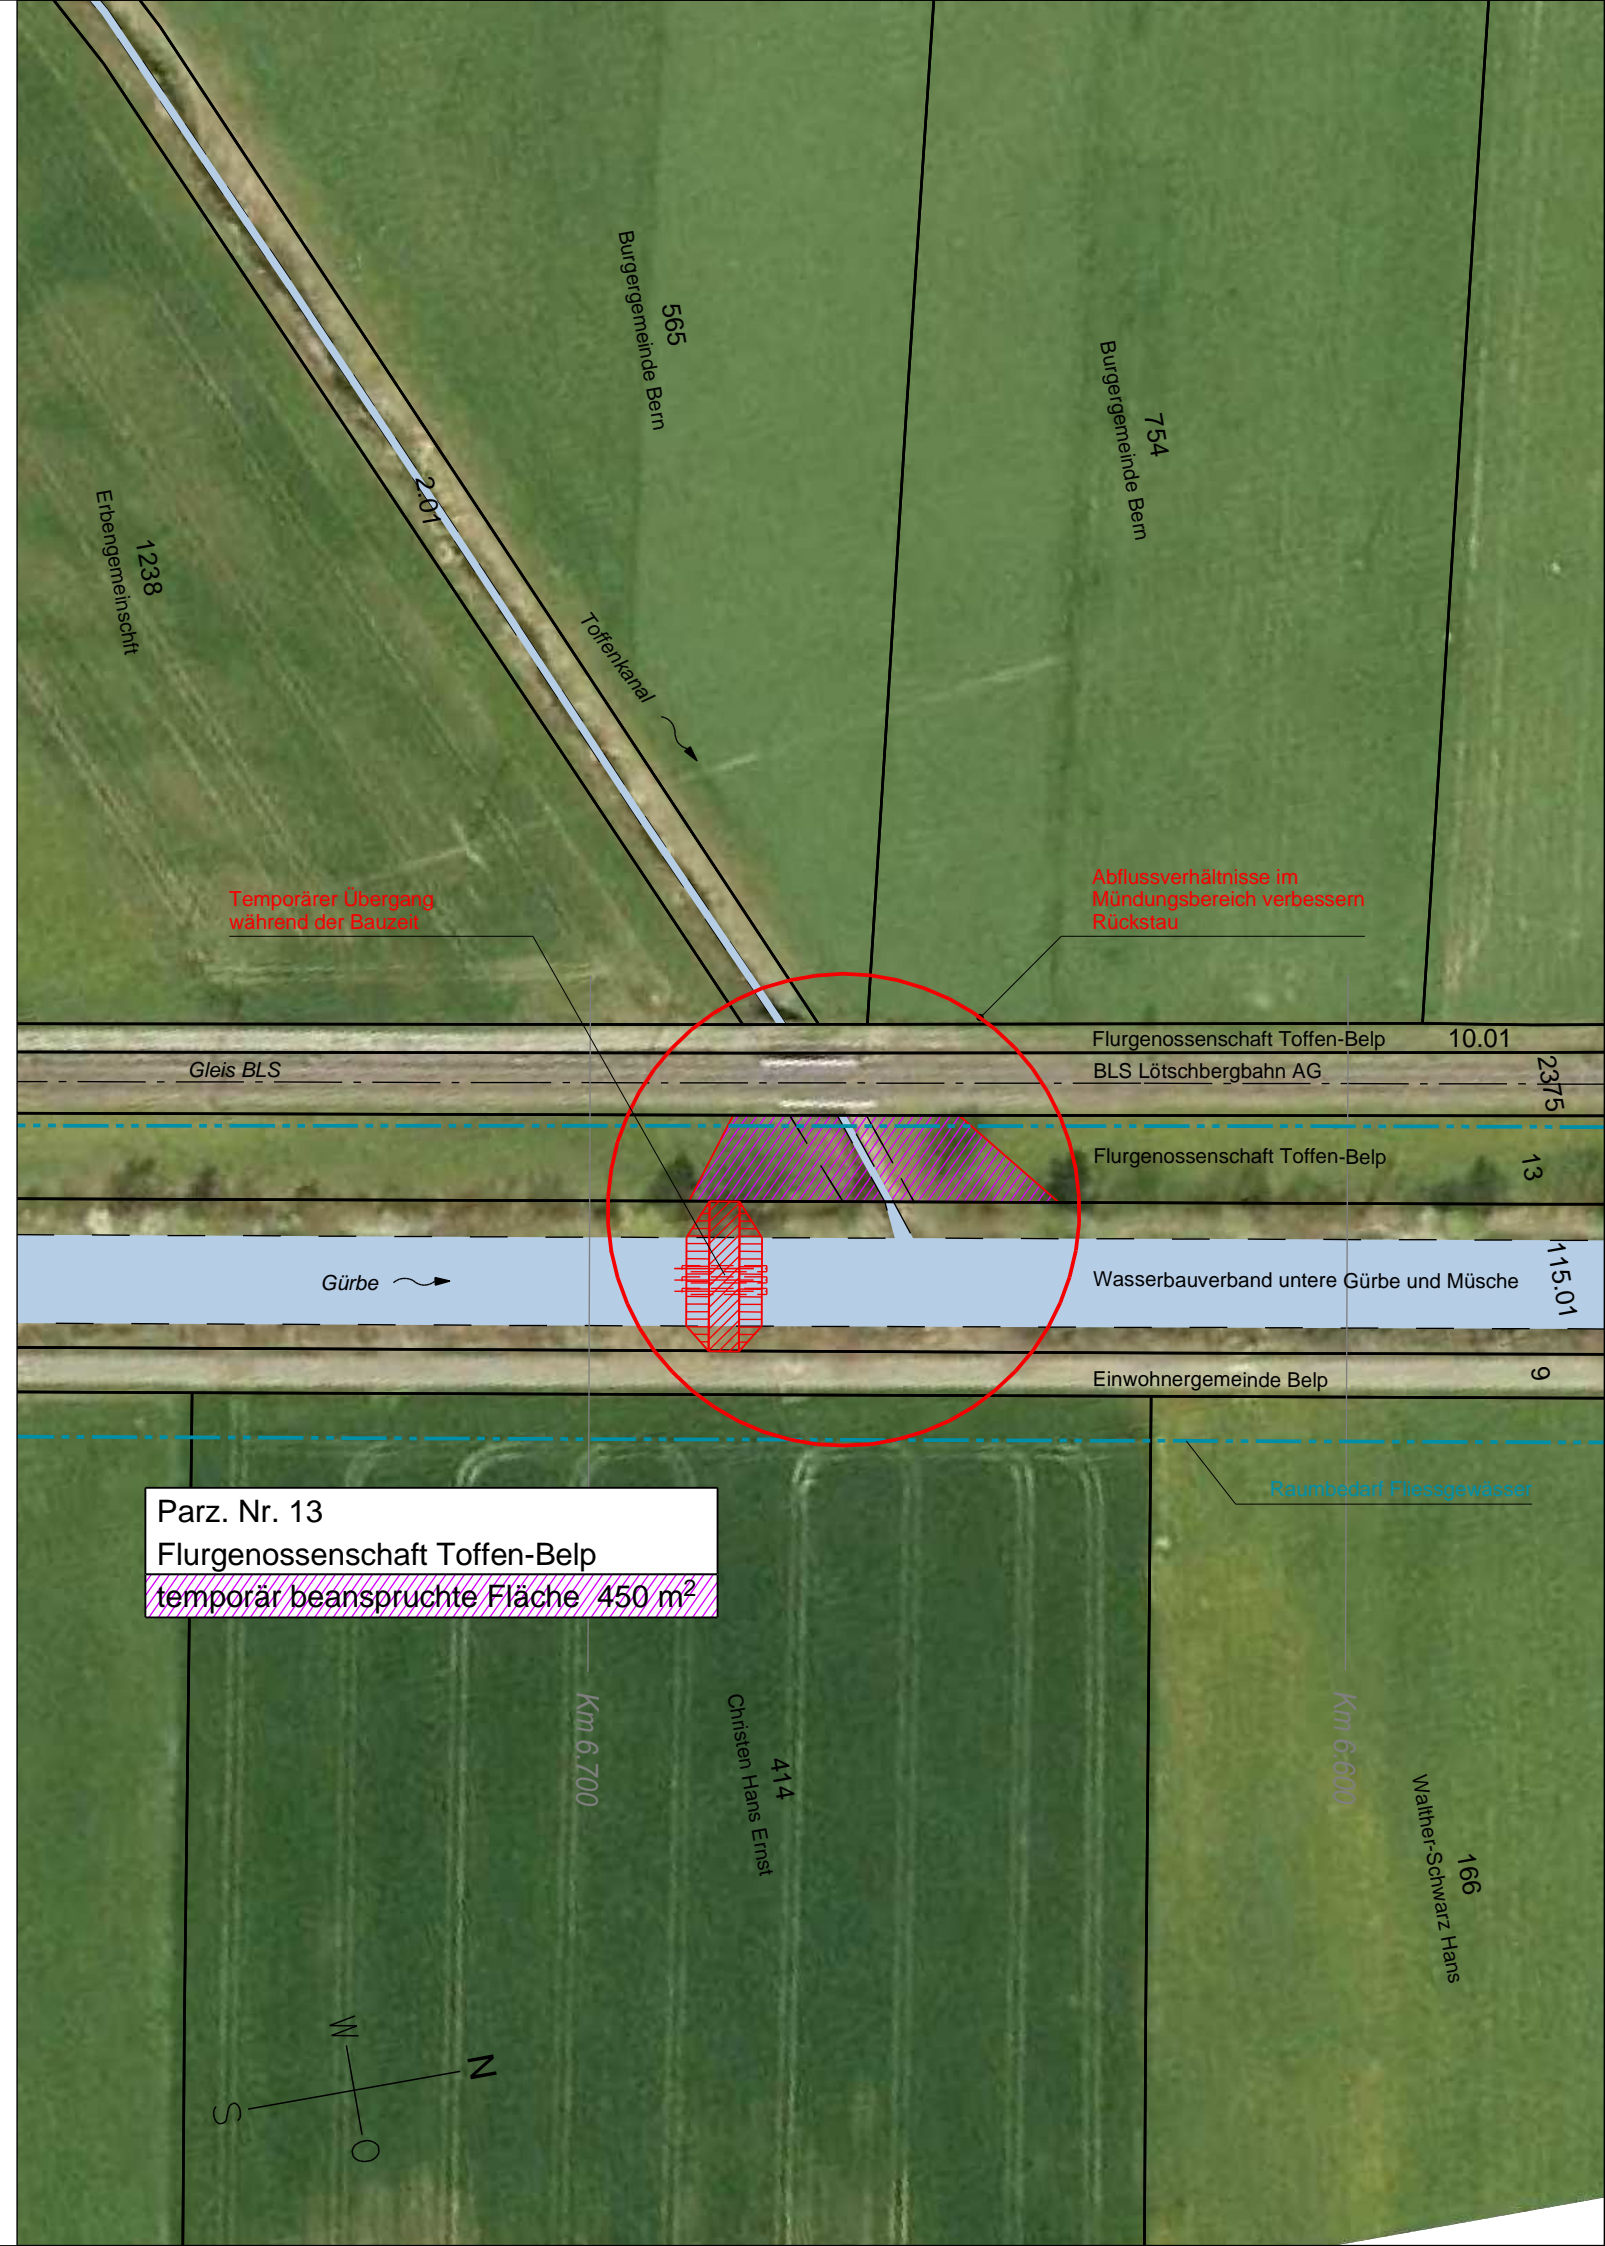 565
Burgergemeinde Bern
754
Burgergemeinde Bern
2.01
1238
Erbengemeinschft
Toffenkanal
Temporärer Übergang
während der Bauzeit
Abflussverhältnisse im
Mündungsbereich verbessern
Rückstau
Flurgenossenschaft Toffen-Belp 10.01
Gleis BLS
BLS Lötschbergbahn AG 2375
Flurgenossenschaft Toffen-Belp 13
Gürbe
Wasserbauverband untere Gürbe und Müsche 115.01
Einwohnergemeinde Belp 9
Raumbedarf Fliessgewässer
Parz. Nr. 13
Flurgenossenschaft Toffen-Belp
temporär beanspruchte Fläche 450 m²
Km 6.700
Km 6.600
414
Christen Hans Ernst
166
Walther-Schwarz Hans
W
N
S
O